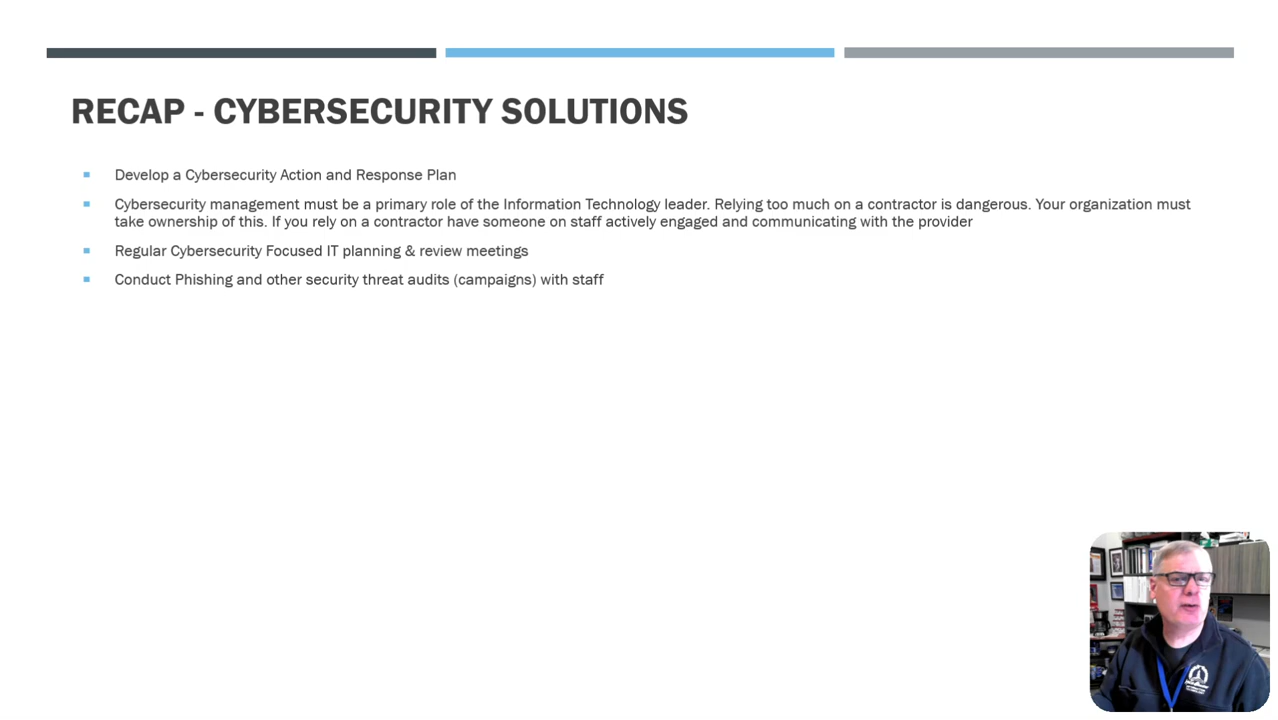 RECAP - CYBERSECURITY SOLUTIONS
Develop a Cybersecurity Action and Response Plan
Cybersecurity management must be a primary role of the Information Technology leader. Relying too much on a contractor is dangerous. Your organization must
take ownership of this. If you rely on a contractor have someone on staff actively engaged and communicating with the provider
Regular Cybersecurity Focused IT planning & review meetings
Conduct Phishing and other security threat audits (campaigns) with staff